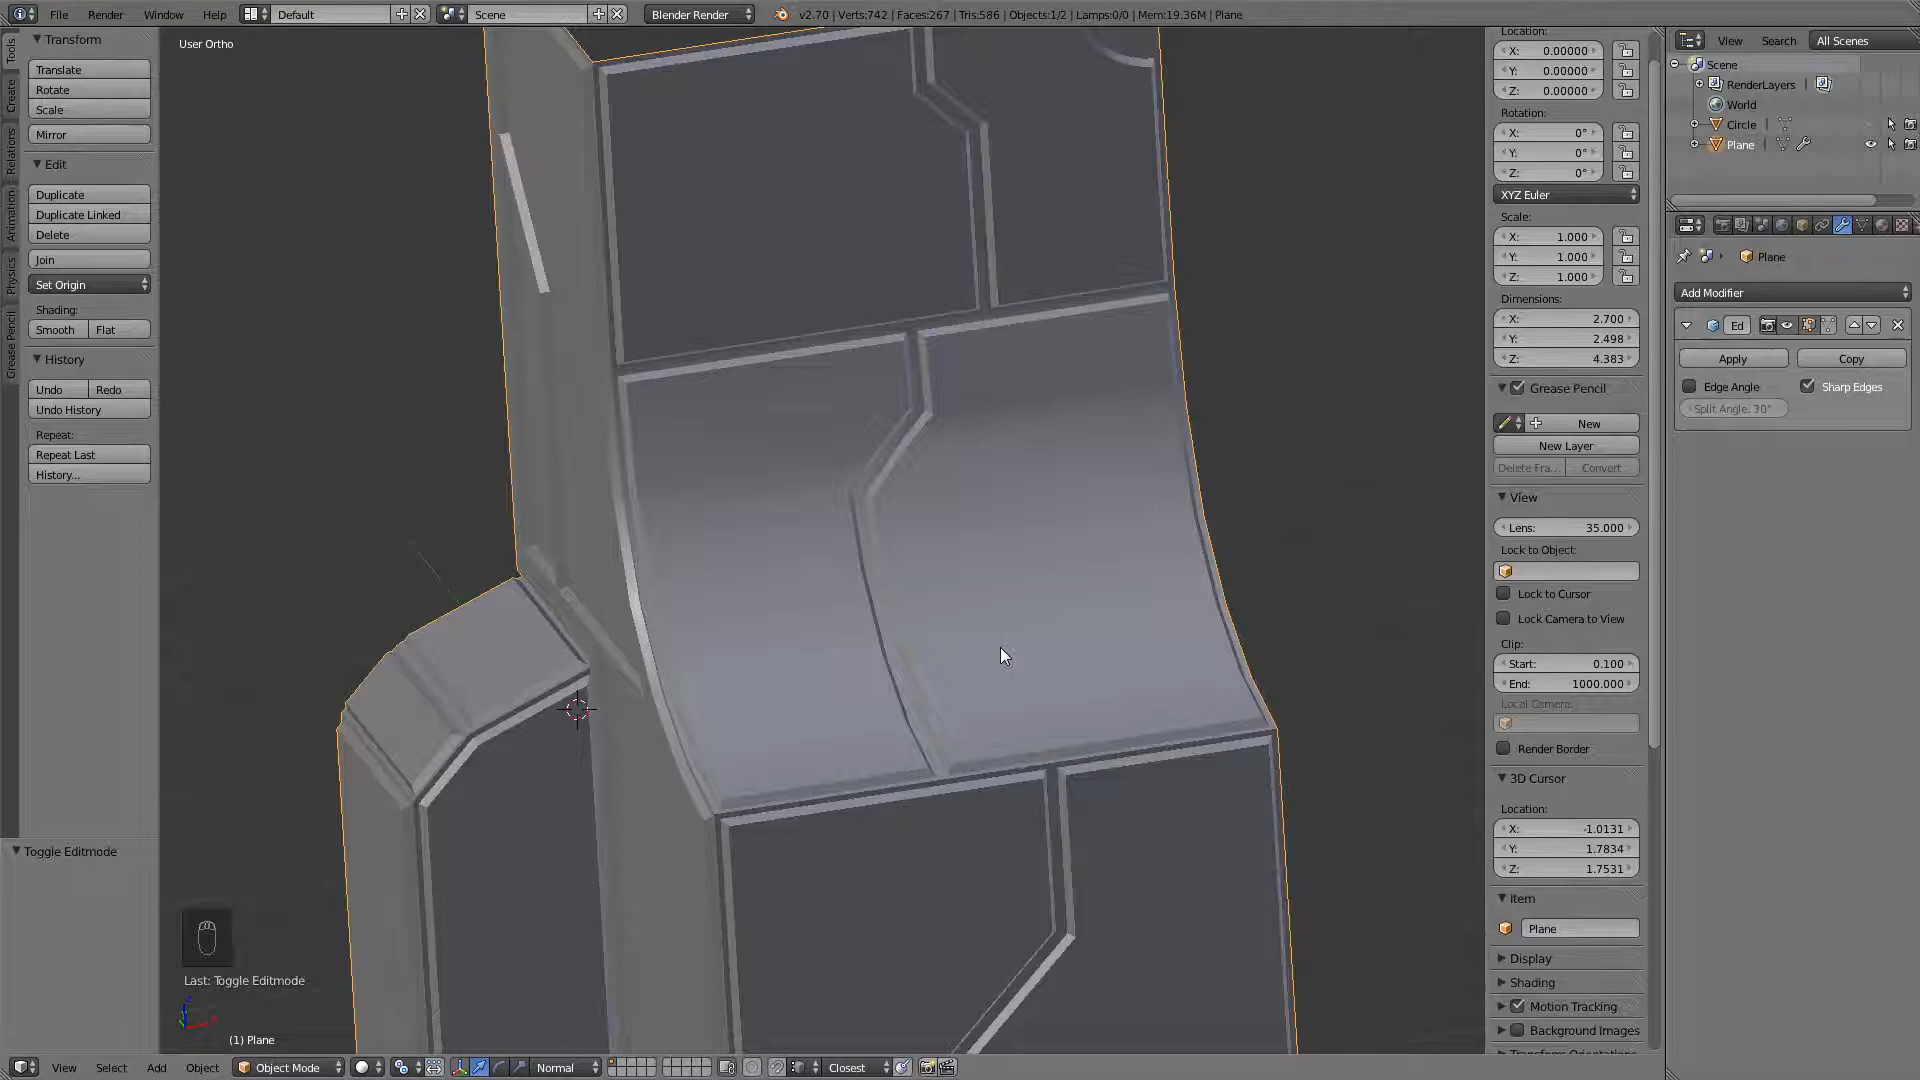 File Render Window Help Default Scene Blender Render v2.70 | Verts:742 | Faces:267 | Tris:586 | Objects:1/2 | Lamps:0/0 | Mem:19.36M | Plane
User Ortho
Tools
Create
Relations
Animation
Physics
Grease Pencil
Transform
Translate
Rotate
Scale
Mirror
Edit
Duplicate
Duplicate Linked
Delete
Join
Set Origin
Shading:
Smooth Flat
History
Undo Redo
Undo History
Repeat:
Repeat Last
History...
Toggle Editmode
Last: Toggle Editmode
(1) Plane
View Select Add Object Object Mode Normal Closest
Location:
X: 0.00000
Y: 0.00000
Z: 0.00000
Rotation:
X: 0°
Y: 0°
Z: 0°
XYZ Euler
Scale:
X: 1.000
Y: 1.000
Z: 1.000
Dimensions:
X: 2.700
Y: 2.498
Z: 4.383
Grease Pencil
New
New Layer
Delete Fra... Convert
View
Lens: 35.000
Lock to Object:
Lock to Cursor
Lock Camera to View
Clip:
Start: 0.100
End: 1000.000
Local Camera:
Render Border
3D Cursor
Location:
X: -1.0131
Y: 1.7834
Z: 1.7531
Item
Plane
Display
Shading
Motion Tracking
Background Images
View Search All Scenes
Scene
RenderLayers
World
Circle
Plane
Plane
Add Modifier
Ed
Apply Copy
Edge Angle Sharp Edges
Split Angle: 30°